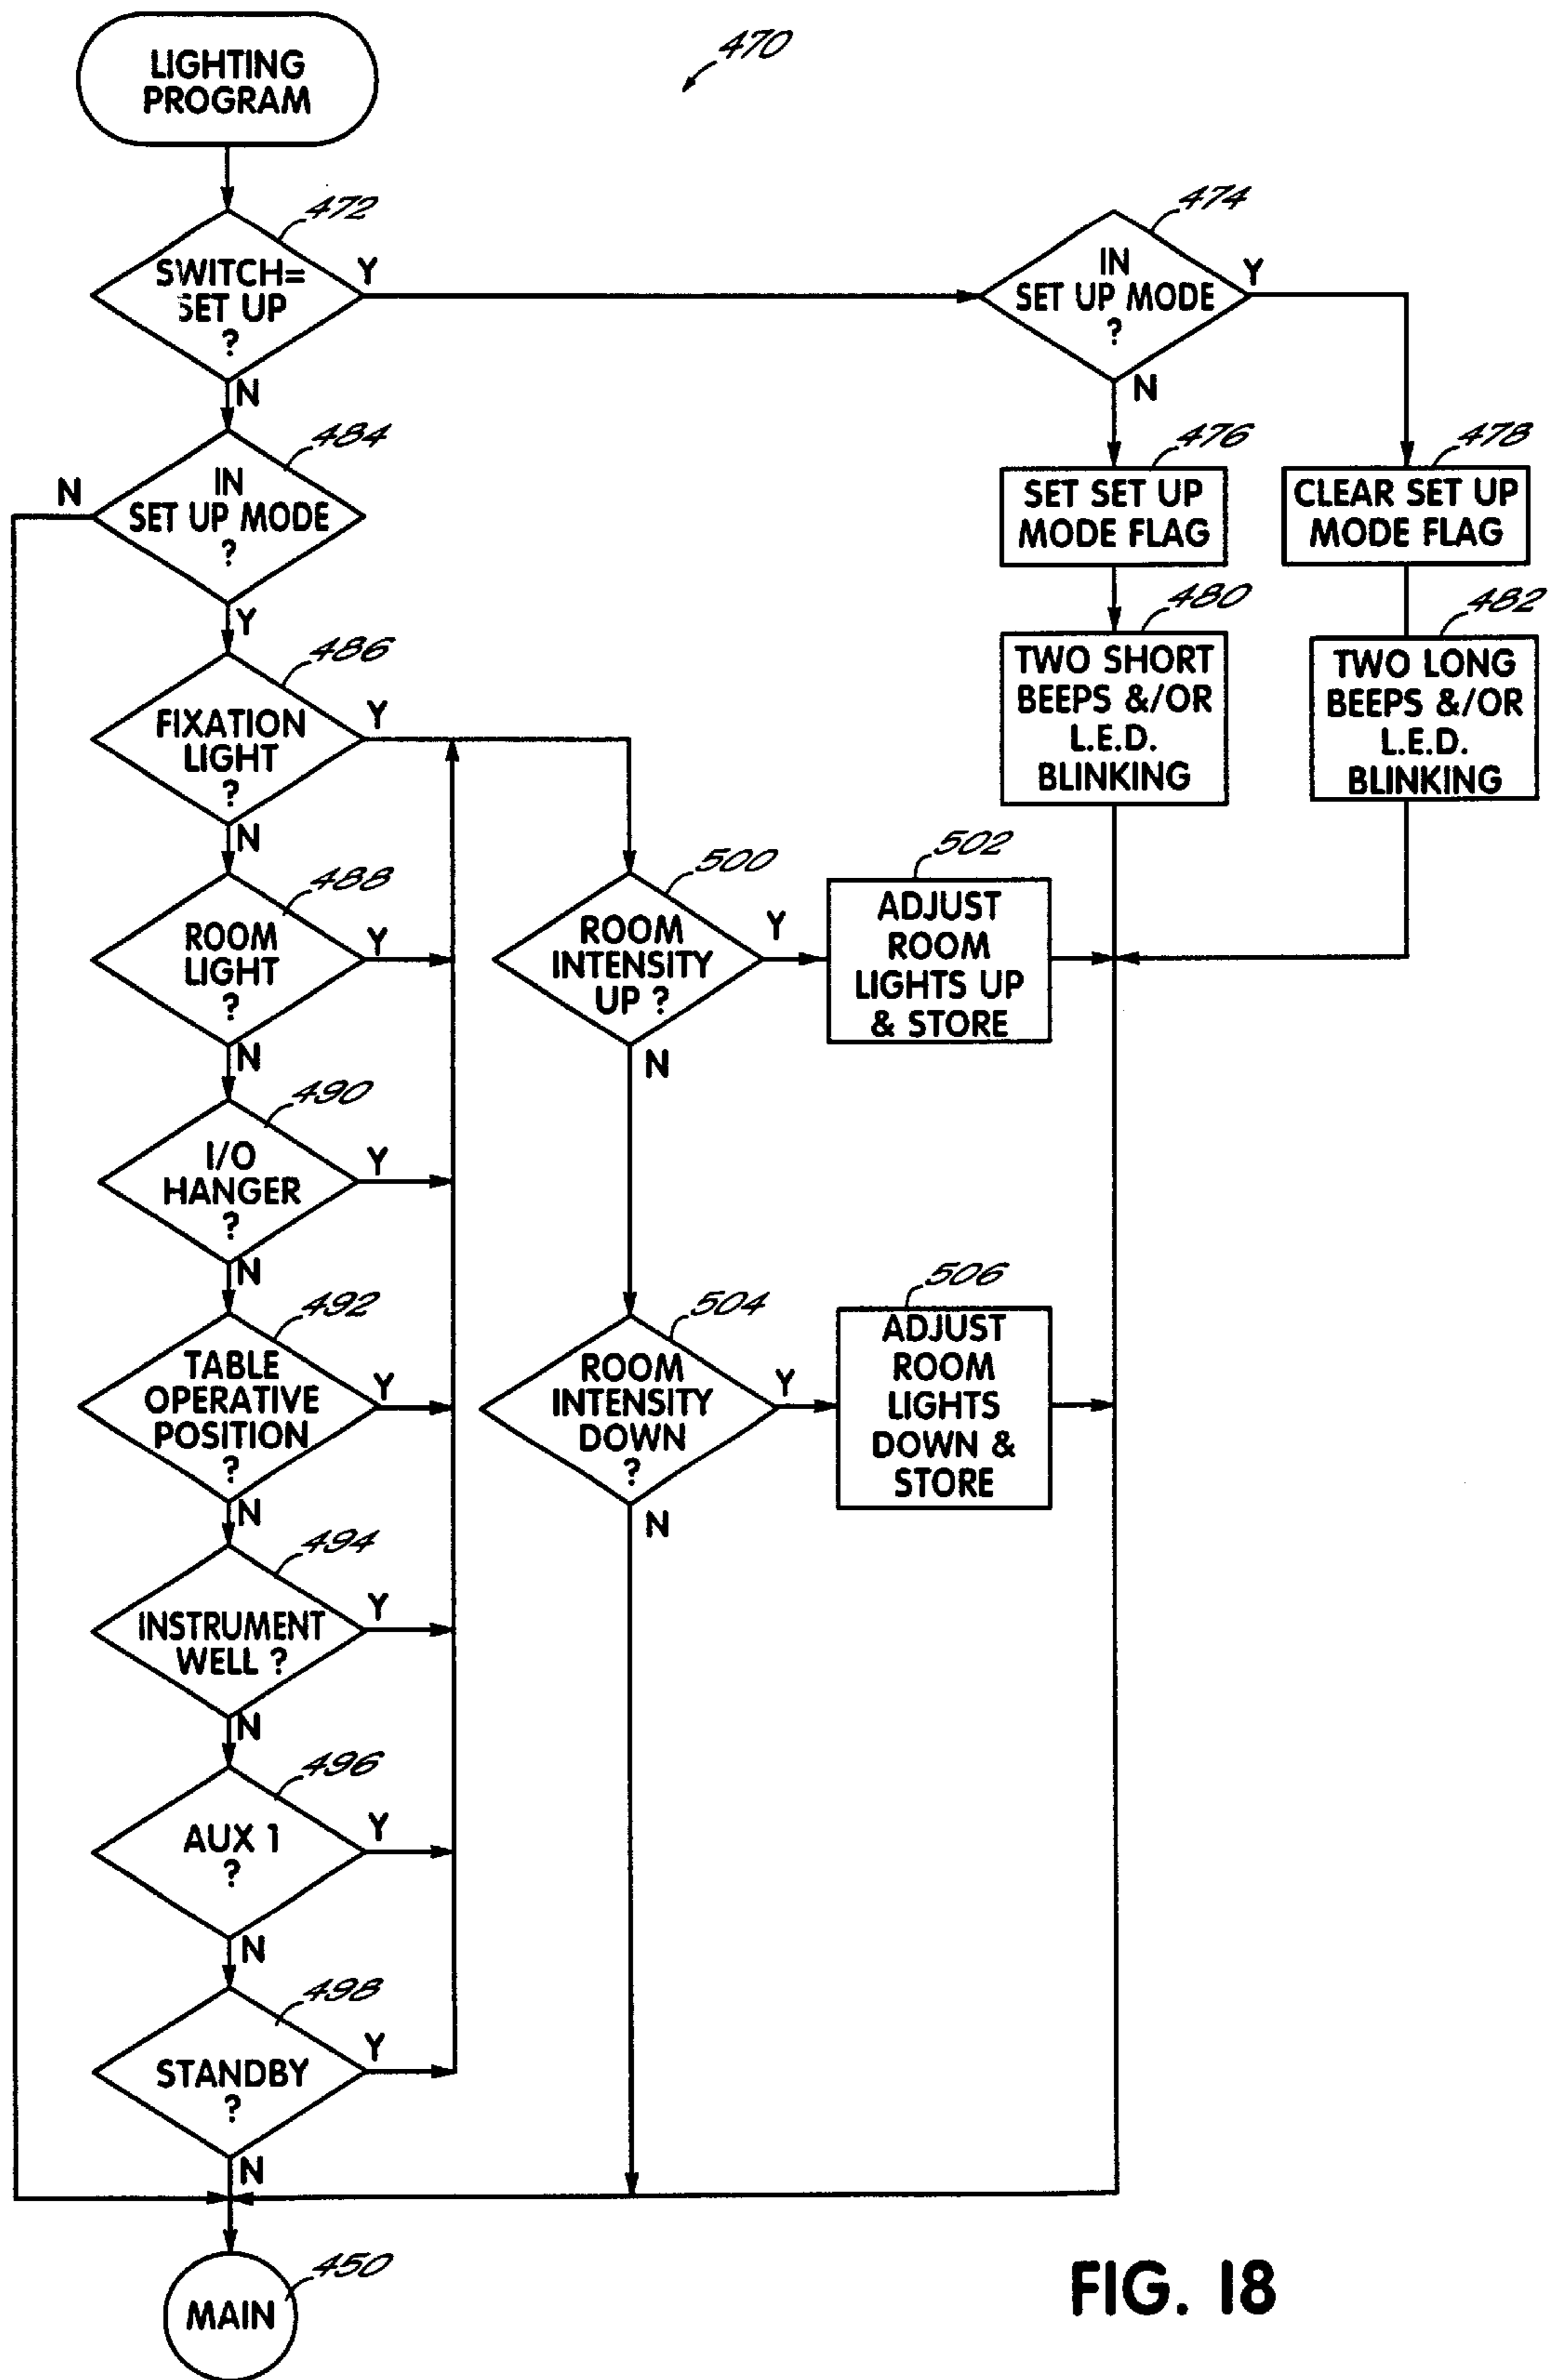 LIGHTING
PROGRAM
470
472
SWITCH=
SET UP
?
Y
N
474
IN
SET UP MODE
?
Y
N
484
IN
SET UP MODE
?
N
Y
476
SET SET UP
MODE FLAG
478
CLEAR SET UP
MODE FLAG
480
TWO SHORT
BEEPS &/OR
L.E.D.
BLINKING
482
TWO LONG
BEEPS &/OR
L.E.D.
BLINKING
486
FIXATION
LIGHT
?
Y
N
488
ROOM
LIGHT
?
Y
N
500
ROOM
INTENSITY
UP ?
Y
N
502
ADJUST
ROOM
LIGHTS UP
& STORE
490
I/O
HANGER
?
Y
N
492
TABLE
OPERATIVE
POSITION
?
Y
N
504
ROOM
INTENSITY
DOWN
?
Y
N
506
ADJUST
ROOM
LIGHTS
DOWN &
STORE
494
INSTRUMENT
WELL ?
Y
N
496
AUX 1
?
Y
N
498
STANDBY
?
Y
N
450
MAIN
FIG. 18